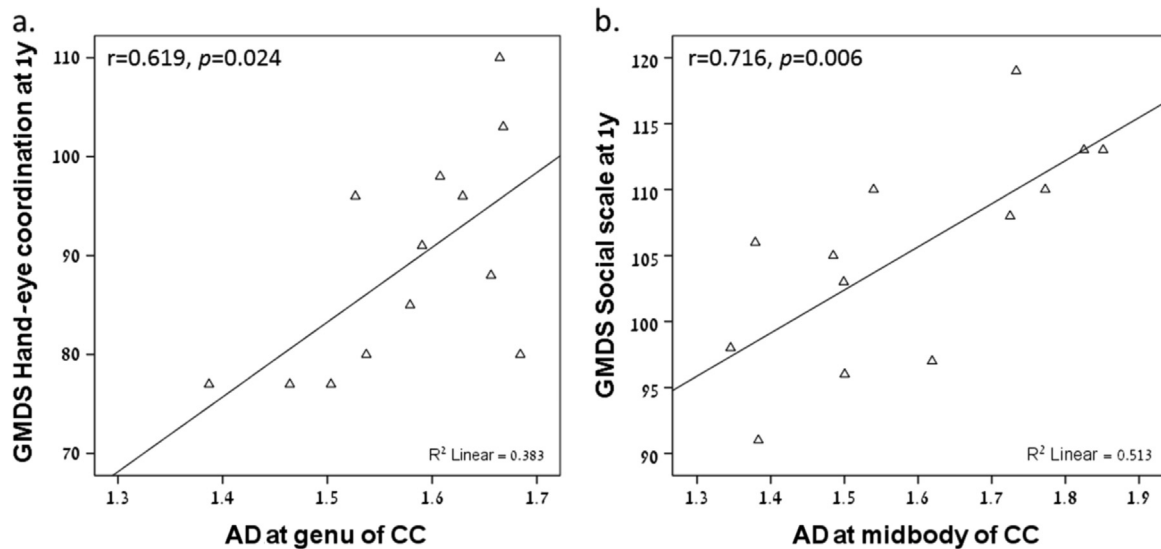 a.
r=0.619, p=0.024
GMDS Hand-eye coordination at 1y
110
100
90
80
70
R² Linear = 0.383
1.3 1.4 1.5 1.6 1.7
AD at genu of CC
b.
r=0.716, p=0.006
GMDS Social scale at 1y
120
115
110
105
100
95
90
R² Linear = 0.513
1.3 1.4 1.5 1.6 1.7 1.8 1.9
AD at midbody of CC